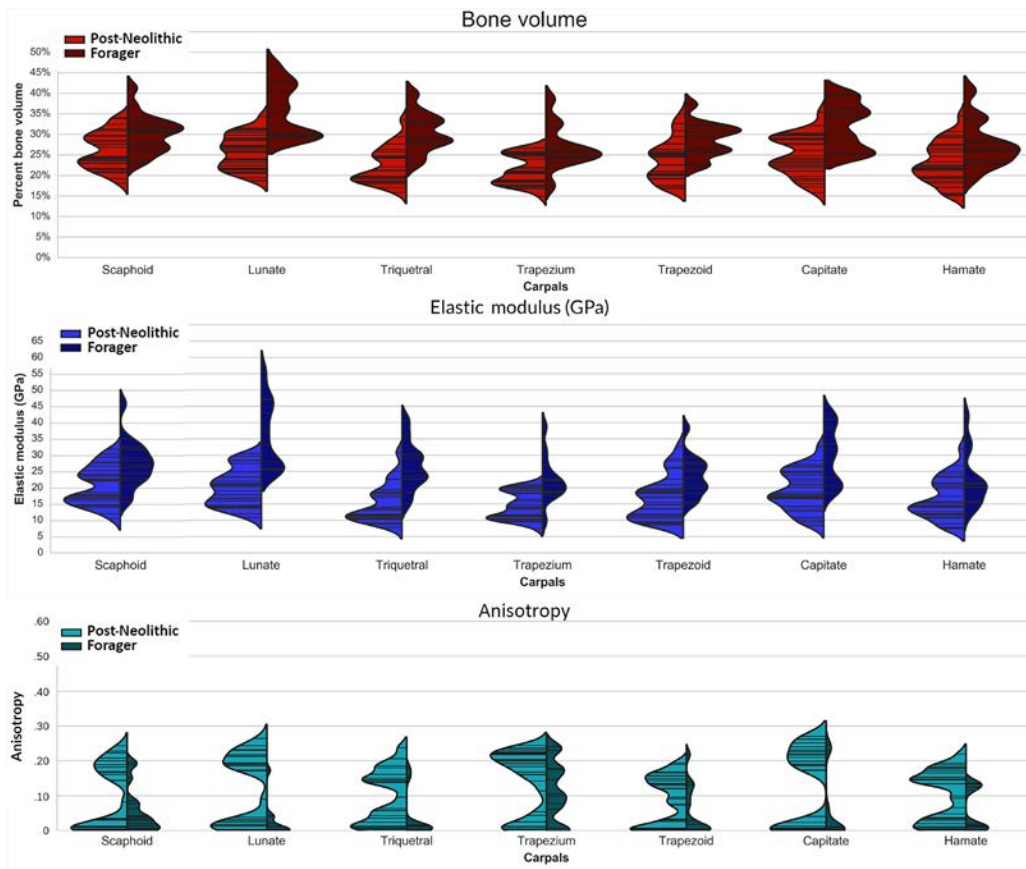 Bone volume
Post-Neolithic
Forager
Percent bone volume
50%
45%
40%
35%
30%
25%
20%
15%
10%
5%
0%
Scaphoid Lunate Triquetral Trapezium Trapezoid Capitate Hamate
Carpals
Elastic modulus (GPa)
Post-Neolithic
Forager
Elastic modulus (GPa)
65
60
55
50
45
40
35
30
25
20
15
10
5
0
Scaphoid Lunate Triquetral Trapezium Trapezoid Capitate Hamate
Carpals
Anisotropy
Post-Neolithic
Forager
Anisotropy
.60
.50
.40
.30
.20
.10
0
Scaphoid Lunate Triquetral Trapezium Trapezoid Capitate Hamate
Carpals